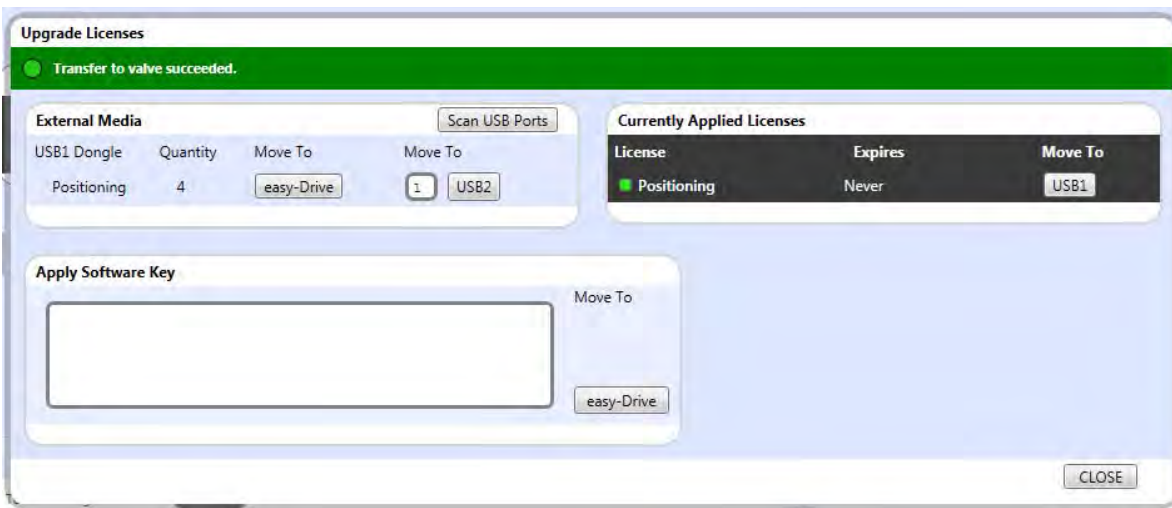 Upgrade Licenses
Transfer to valve succeeded.
External Media
Scan USB Ports
USB1 Dongle Quantity Move To Move To
Positioning 4 easy-Drive 1 USB2
Currently Applied Licenses
License Expires Move To
Positioning Never USB1
Apply Software Key
Move To
easy-Drive
CLOSE